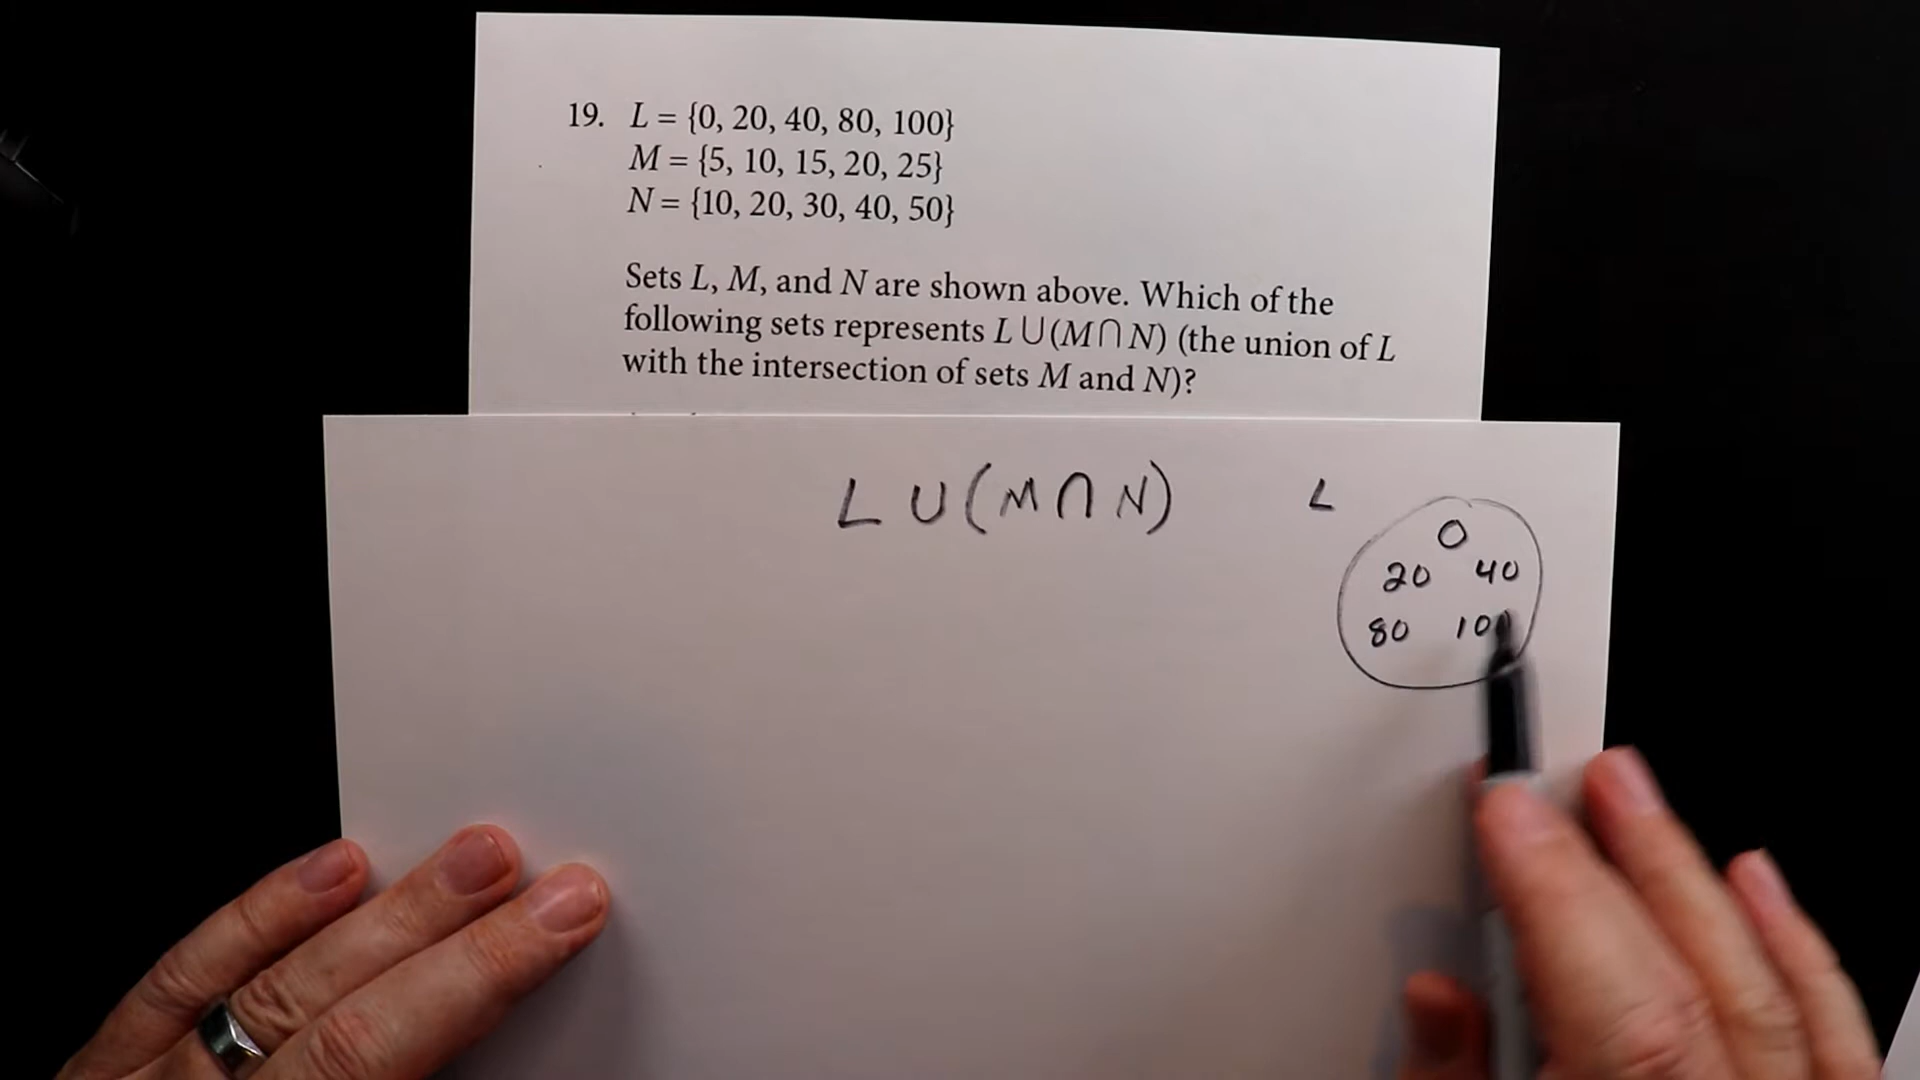 19. L = {0, 20, 40, 80, 100}
M = {5, 10, 15, 20, 25}
N = {10, 20, 30, 40, 50}
Sets L, M, and N are shown above. Which of the
following sets represents L ∪ (M ∩ N) (the union of L
with the intersection of sets M and N)?
L ∪ (M ∩ N)
L
0
20 40
80 100